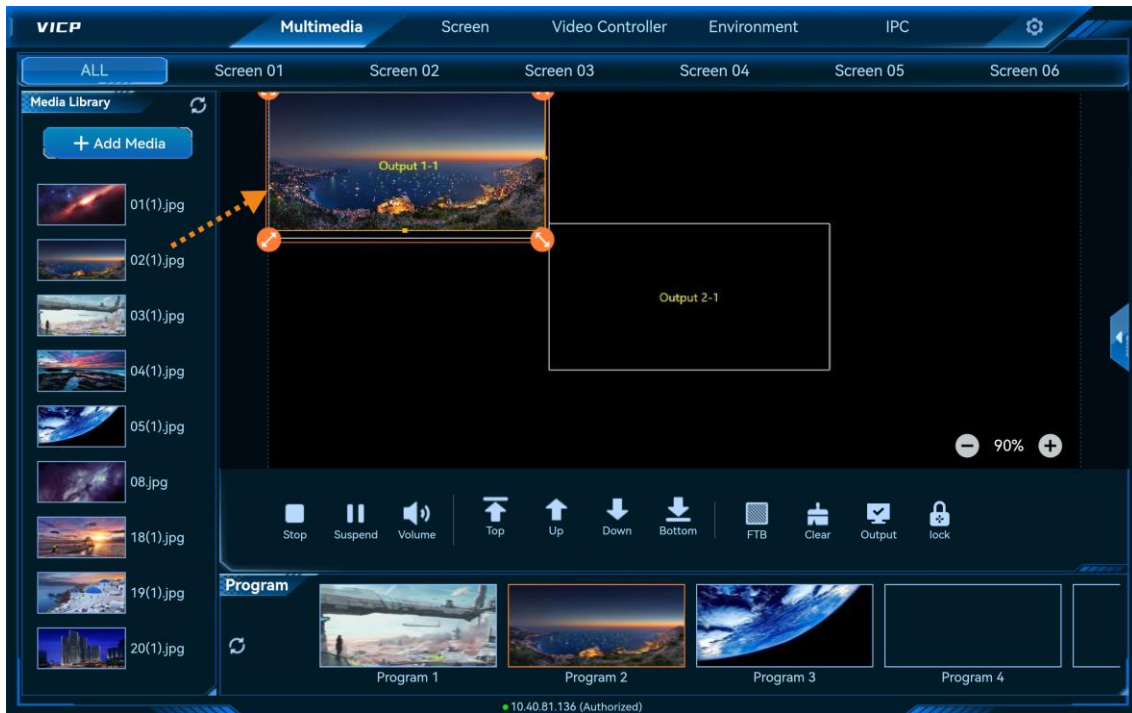 VICP
Multimedia
Screen
Video Controller
Environment
IPC
ALL
Screen 01
Screen 02
Screen 03
Screen 04
Screen 05
Screen 06
Media Library
+ Add Media
01(1).jpg
02(1).jpg
03(1).jpg
04(1).jpg
05(1).jpg
08.jpg
18(1).jpg
19(1).jpg
20(1).jpg
Output 1-1
Output 2-1
90%
Stop
Suspend
Volume
Top
Up
Down
Bottom
FTB
Clear
Output
lock
Program
Program 1
Program 2
Program 3
Program 4
10.40.81.136 (Authorized)